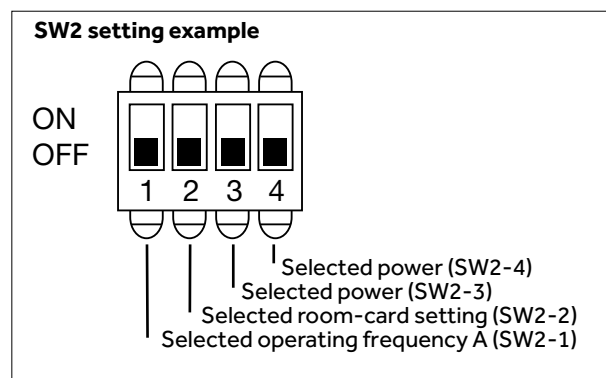 SW2 setting example
ON
OFF
1 2 3 4
Selected power (SW2-4)
Selected power (SW2-3)
Selected room-card setting (SW2-2)
Selected operating frequency A (SW2-1)